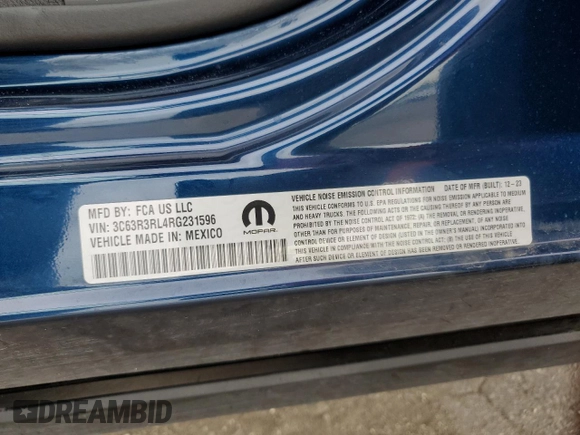 MFD BY: FCA US LLC
VIN: 3C63R3RL4RG231596
VEHICLE MADE IN: MEXICO
MOPAR.
VEHICLE NOISE EMISSION CONTROL INFORMATION DATE OF MFR (BUILT): 12-23
THIS VEHICLE CONFORMS TO U.S. EPA REGULATIONS FOR NOISE EMISSION APPLICABLE TO MEDIUM
AND HEAVY TRUCKS. THE FOLLOWING ACTS OR THE CAUSING THEREOF BY ANY PERSON ARE
PROHIBITED BY THE NOISE CONTROL ACT OF 1972: (A) THE REMOVAL OR RENDERING INOPERATIVE
OTHER THAN FOR PURPOSES OF MAINTENANCE, REPAIR, OR REPLACEMENT, OF ANY NOISE
CONTROL DEVICE OR ELEMENT OF DESIGN (LISTED IN THE OWNER'S MANUAL) INCORPORATED
INTO THIS VEHICLE IN COMPLIANCE WITH THE NOISE CONTROL ACT. (B) THE USE OF THIS VEHICLE
AFTER SUCH DEVICE OR ELEMENT OF DESIGN HAS BEEN REMOVED OR RENDERED INOPERATIVE.
DREAMBID